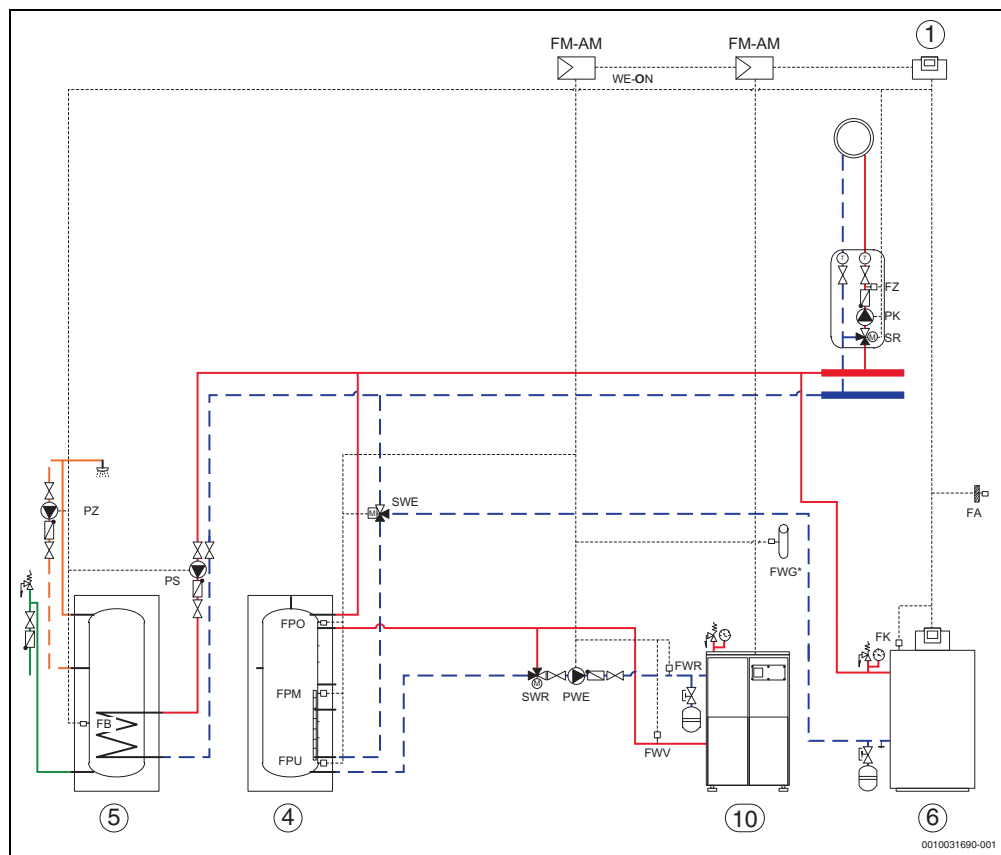 FM-AM
FM-AM
1
WE-ON
T
T
FZ
PK
M
SR
PZ
M
SWE
FA
PS
FWG*
FPO
FK
FWR
SWR
M
PWE
FPM
FB
FPU
FWV
5
4
10
6
0010031690-001